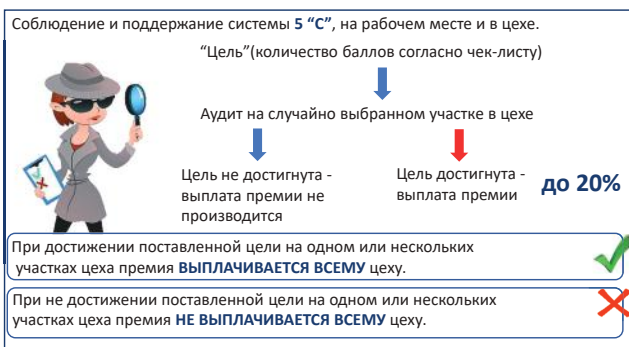 Соблюдение и поддержание системы 5 “С”, на рабочем месте и в цехе.
“Цель”(количество баллов согласно чек-листу)
Аудит на случайно выбранном участке в цехе
Цель не достигнута -
выплата премии не
производится
Цель достигнута -
выплата премии
до 20%
При достижении поставленной цели на одном или нескольких
участках цеха премия ВЫПЛАЧИВАЕТСЯ ВСЕМУ цеху.
При не достижении поставленной цели на одном или нескольких
участках цеха премия НЕ ВЫПЛАЧИВАЕТСЯ ВСЕМУ цеху.